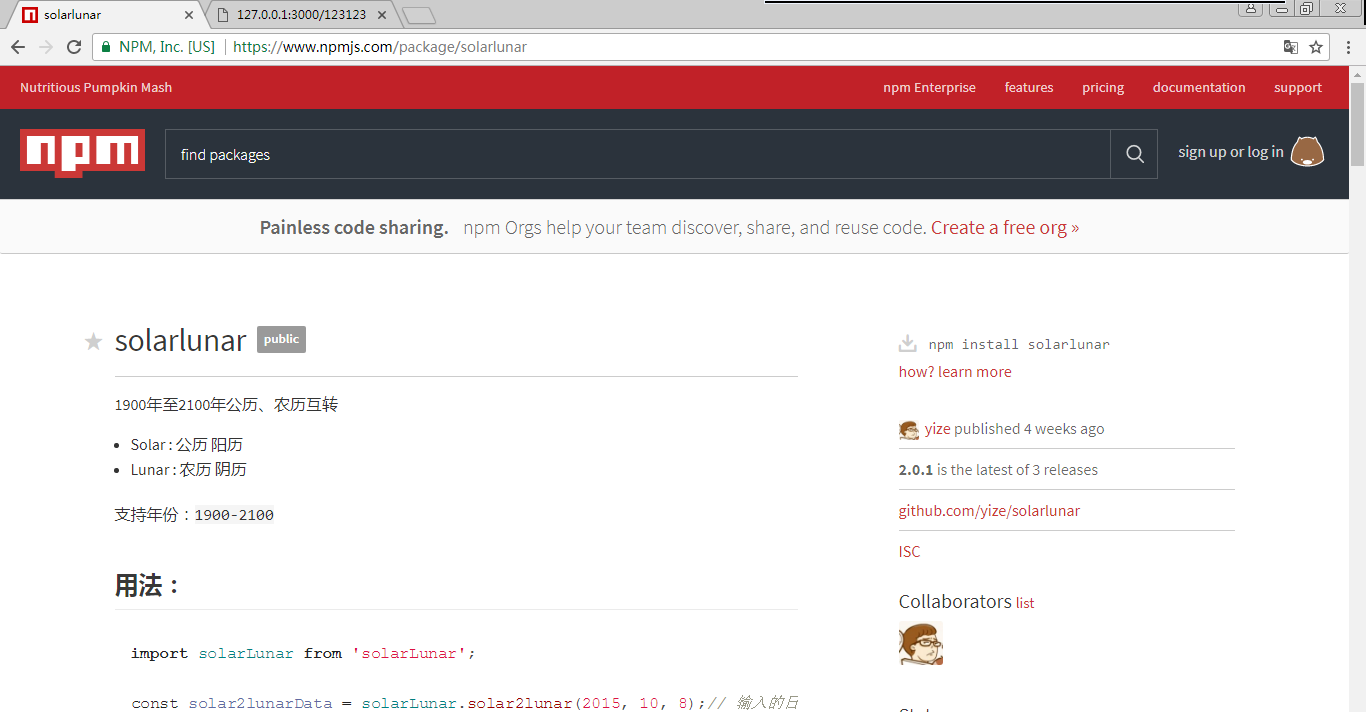 solarlunar
127.0.0.1:3000/123123
NPM, Inc. [US]
https://www.npmjs.com/package/solarlunar
Nutritious Pumpkin Mash
npm Enterprise
features
pricing
documentation
support
npm
find packages
sign up or log in
Painless code sharing. npm Orgs help your team discover, share, and reuse code. Create a free org »
solarlunar public
1900年至2100年公历、农历互转
Solar : 公历 阳历
Lunar : 农历 阴历
支持年份：1900-2100
用法：
import solarLunar from 'solarLunar';
const solar2lunarData = solarLunar.solar2lunar(2015, 10, 8);// 输入的日
npm install solarlunar
how? learn more
yize published 4 weeks ago
2.0.1 is the latest of 3 releases
github.com/yize/solarlunar
ISC
Collaborators list